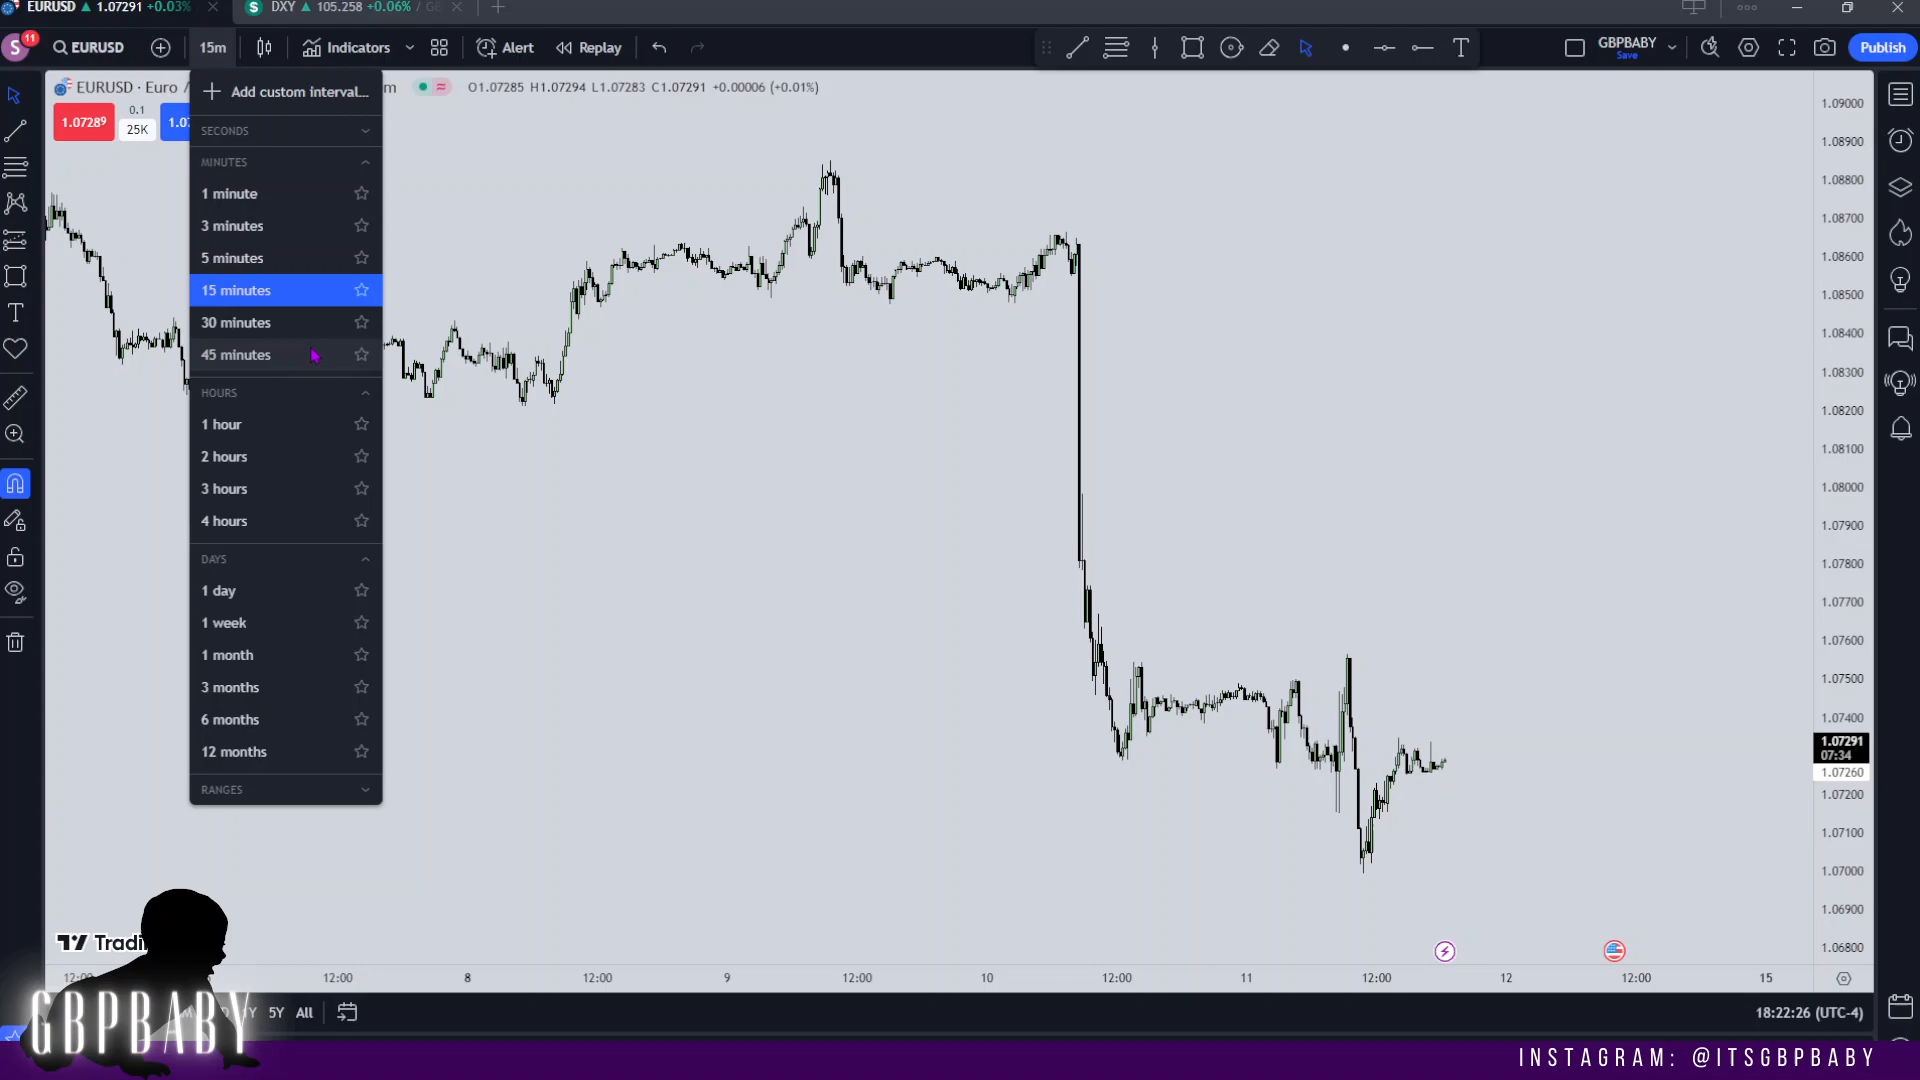 EURUSD 1.07291 +0.03%
DXY 105.258 +0.06%
S 11 EURUSD 15m Indicators Alert Replay GBPBABY Save Publish
EURUSD · Euro / m O1.07285 H1.07294 L1.07283 C1.07291 +0.00006 (+0.01%)
1.07289 0.1 25K 1.07
Add custom interval...
SECONDS
MINUTES
1 minute
3 minutes
5 minutes
15 minutes
30 minutes
45 minutes
HOURS
1 hour
2 hours
3 hours
4 hours
DAYS
1 day
1 week
1 month
3 months
6 months
12 months
RANGES
1.09000
1.08900
1.08800
1.08700
1.08600
1.08500
1.08400
1.08300
1.08200
1.08100
1.08000
1.07900
1.07800
1.07700
1.07600
1.07500
1.07400
1.07291
07:34
1.07260
1.07200
1.07100
1.07000
1.06900
1.06800
12:00 8 12:00 9 12:00 10 12:00 11 12:00 12 12:00 15
5Y All
18:22:26 (UTC-4)
GBPBABY
INSTAGRAM: @ITSGBPBABY